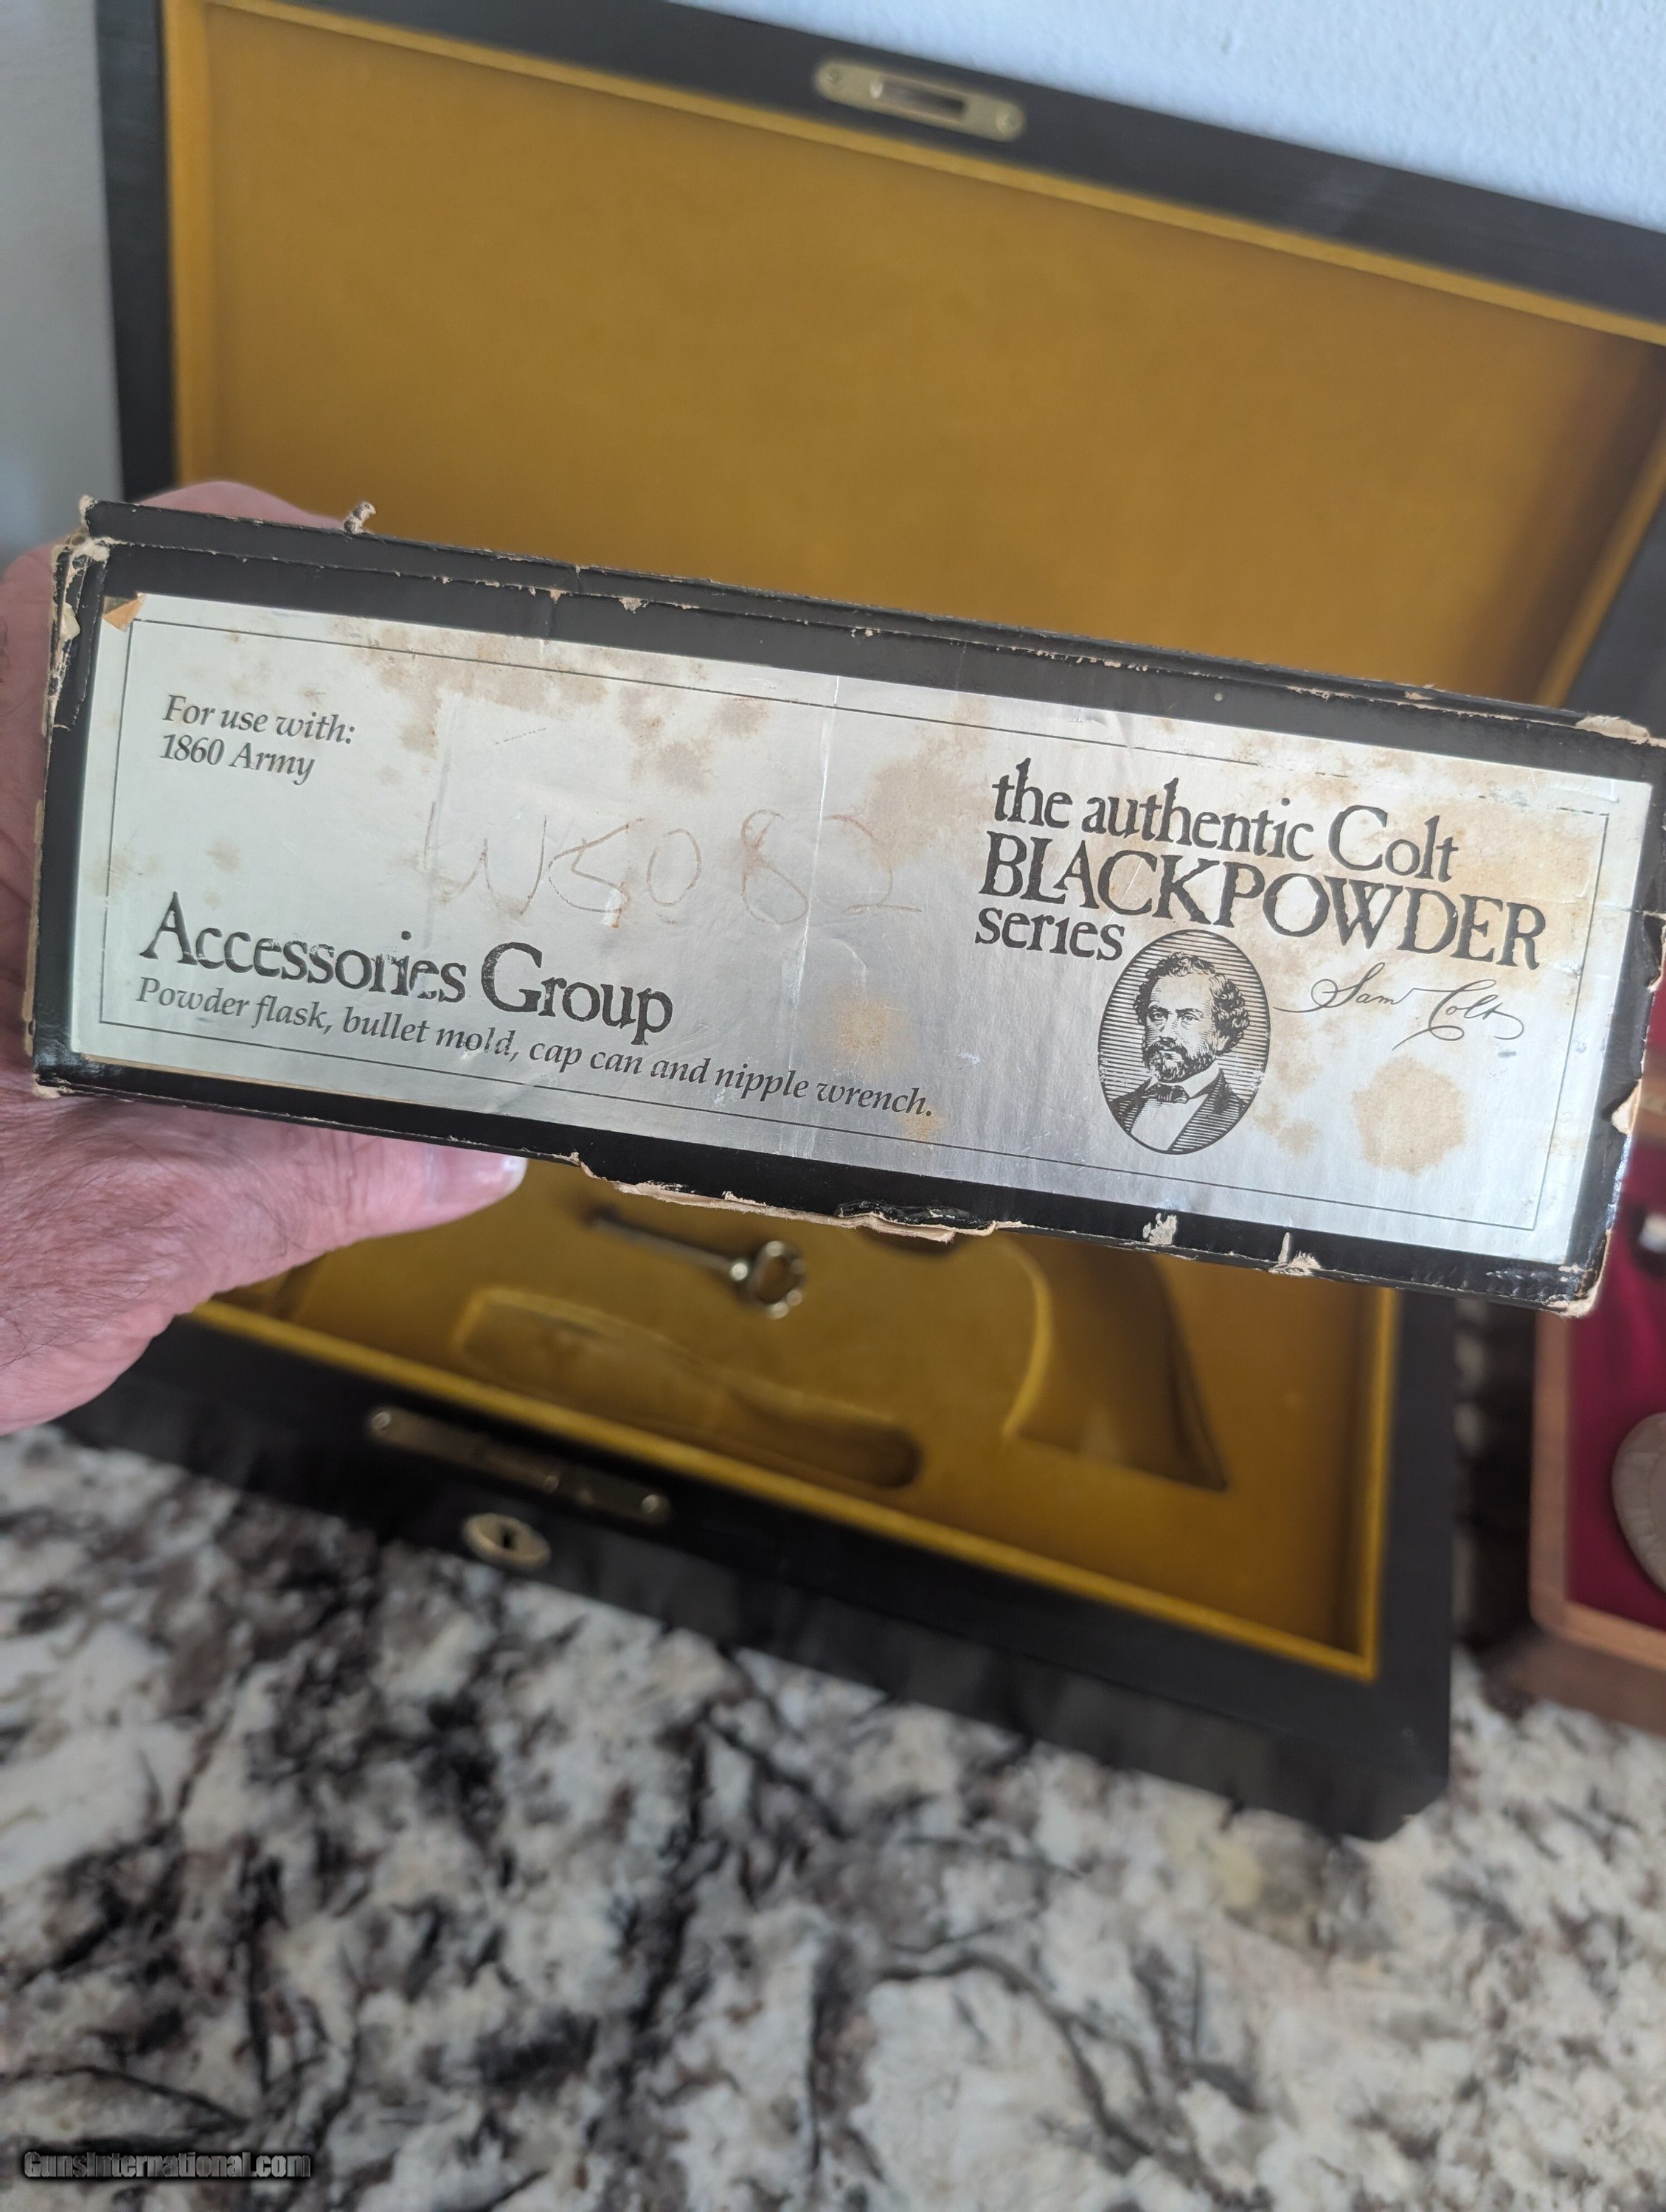 For use with:
1860 Army
W5082
Accessories Group
Powder flask, bullet mold, cap can and nipple wrench.
the authentic Colt
BLACKPOWDER
series
Sam Colt
GunsInternational.com